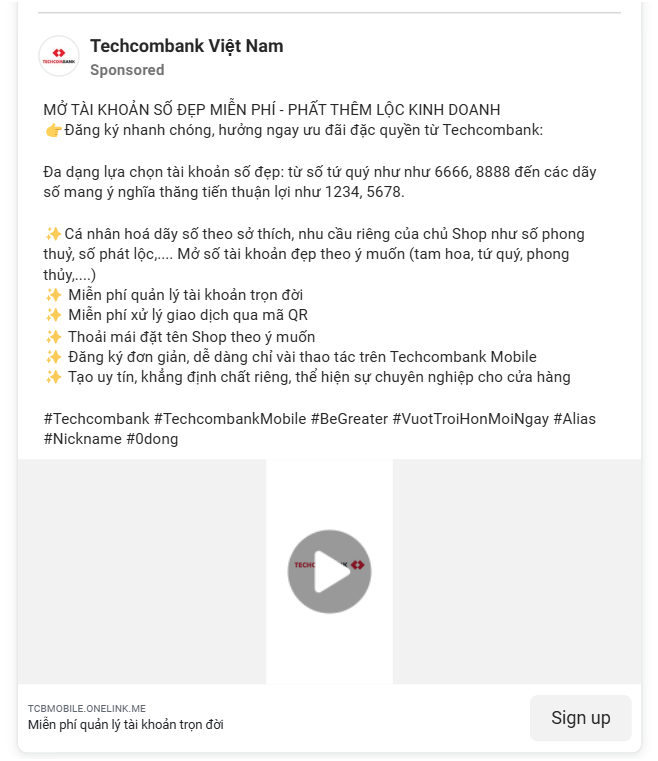 TECHCOMBANK
Techcombank Việt Nam
Sponsored
MỞ TÀI KHOẢN SỐ ĐẸP MIỄN PHÍ - PHẤT THÊM LỘC KINH DOANH
👉Đăng ký nhanh chóng, hưởng ngay ưu đãi đặc quyền từ Techcombank:
Đa dạng lựa chọn tài khoản số đẹp: từ số tứ quý như như 6666, 8888 đến các dãy
số mang ý nghĩa thăng tiến thuận lợi như 1234, 5678.
✨Cá nhân hoá dãy số theo sở thích, nhu cầu riêng của chủ Shop như số phong
thuỷ, số phát lộc,.... Mở số tài khoản đẹp theo ý muốn (tam hoa, tứ quý, phong
thủy,....)
✨ Miễn phí quản lý tài khoản trọn đời
✨ Miễn phí xử lý giao dịch qua mã QR
✨ Thoải mái đặt tên Shop theo ý muốn
✨ Đăng ký đơn giản, dễ dàng chỉ vài thao tác trên Techcombank Mobile
✨ Tạo uy tín, khẳng định chất riêng, thể hiện sự chuyên nghiệp cho cửa hàng
#Techcombank #TechcombankMobile #BeGreater #VuotTroiHonMoiNgay #Alias
#Nickname #0dong
TCBMOBILE.ONELINK.ME
Miễn phí quản lý tài khoản trọn đời
Sign up